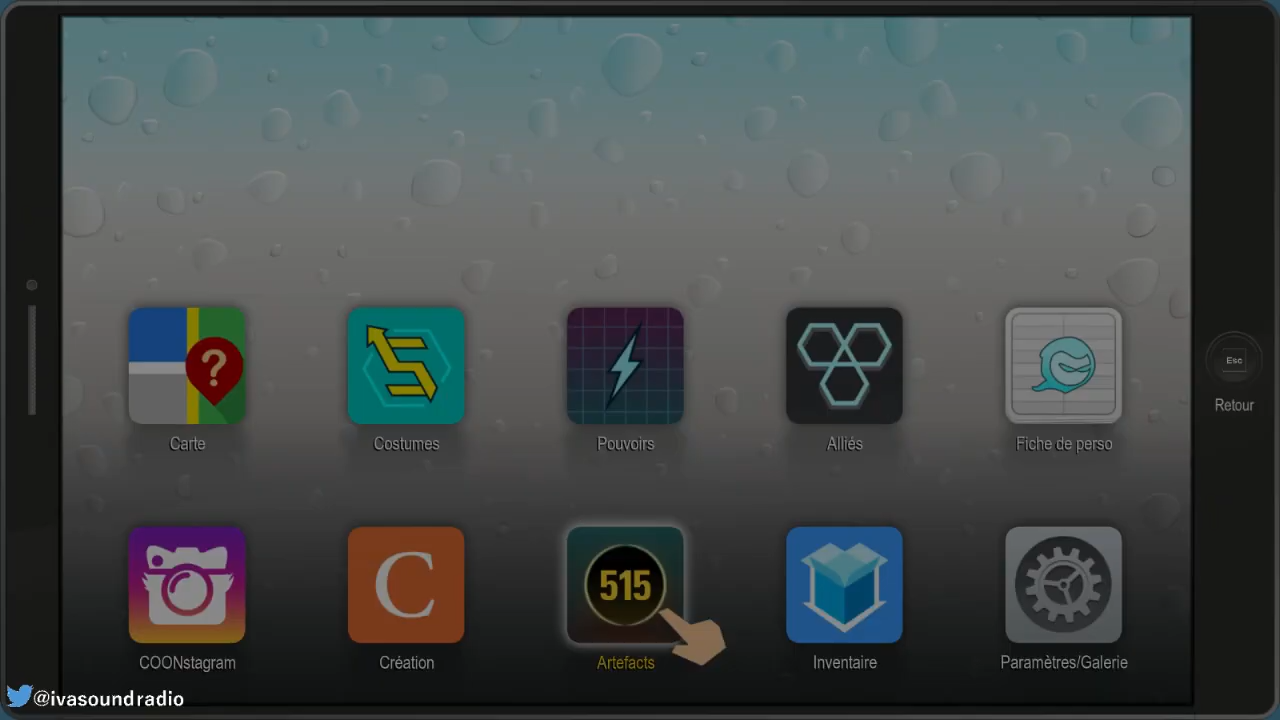 Carte
Costumes
Pouvoirs
Alliés
Fiche de perso
Esc
Retour
C
515
COONstagram
Création
Artefacts
Inventaire
Paramètres/Galerie
@ivasoundradio